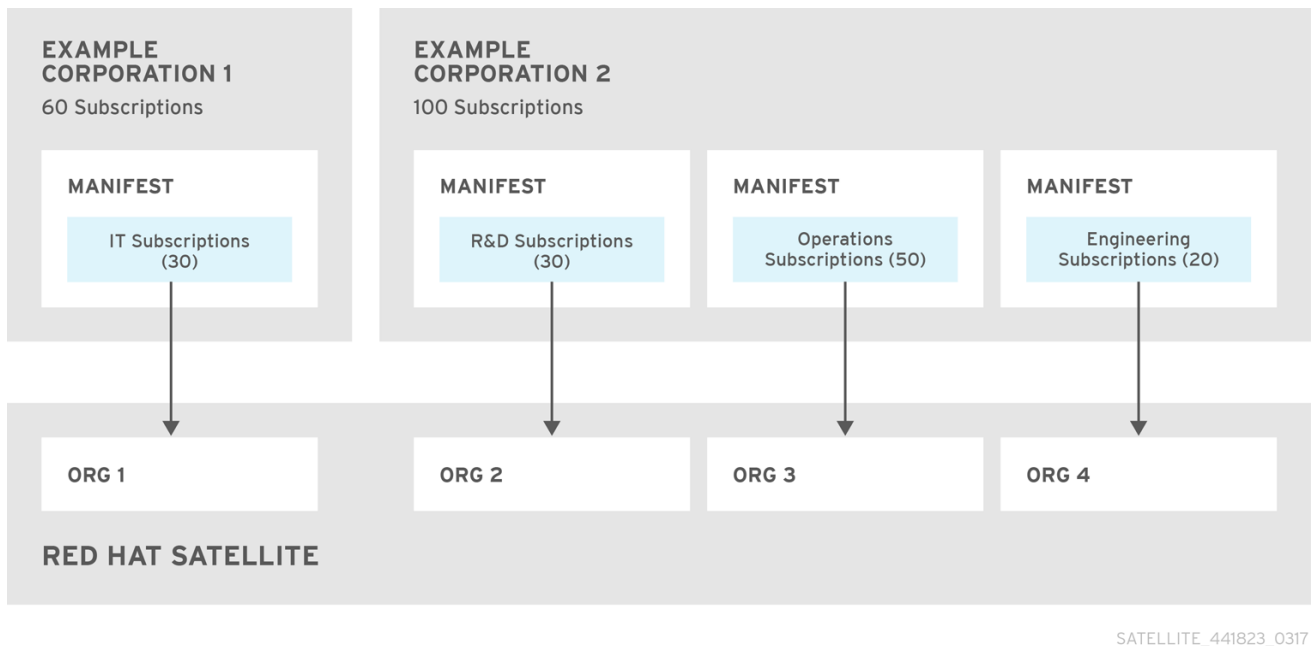 EXAMPLE
CORPORATION 1
60 Subscriptions
MANIFEST
IT Subscriptions
(30)
EXAMPLE
CORPORATION 2
100 Subscriptions
MANIFEST
R&D Subscriptions
(30)
MANIFEST
Operations
Subscriptions (50)
MANIFEST
Engineering
Subscriptions (20)
ORG 1
ORG 2
ORG 3
ORG 4
RED HAT SATELLITE
SATELLITE_441823_0317